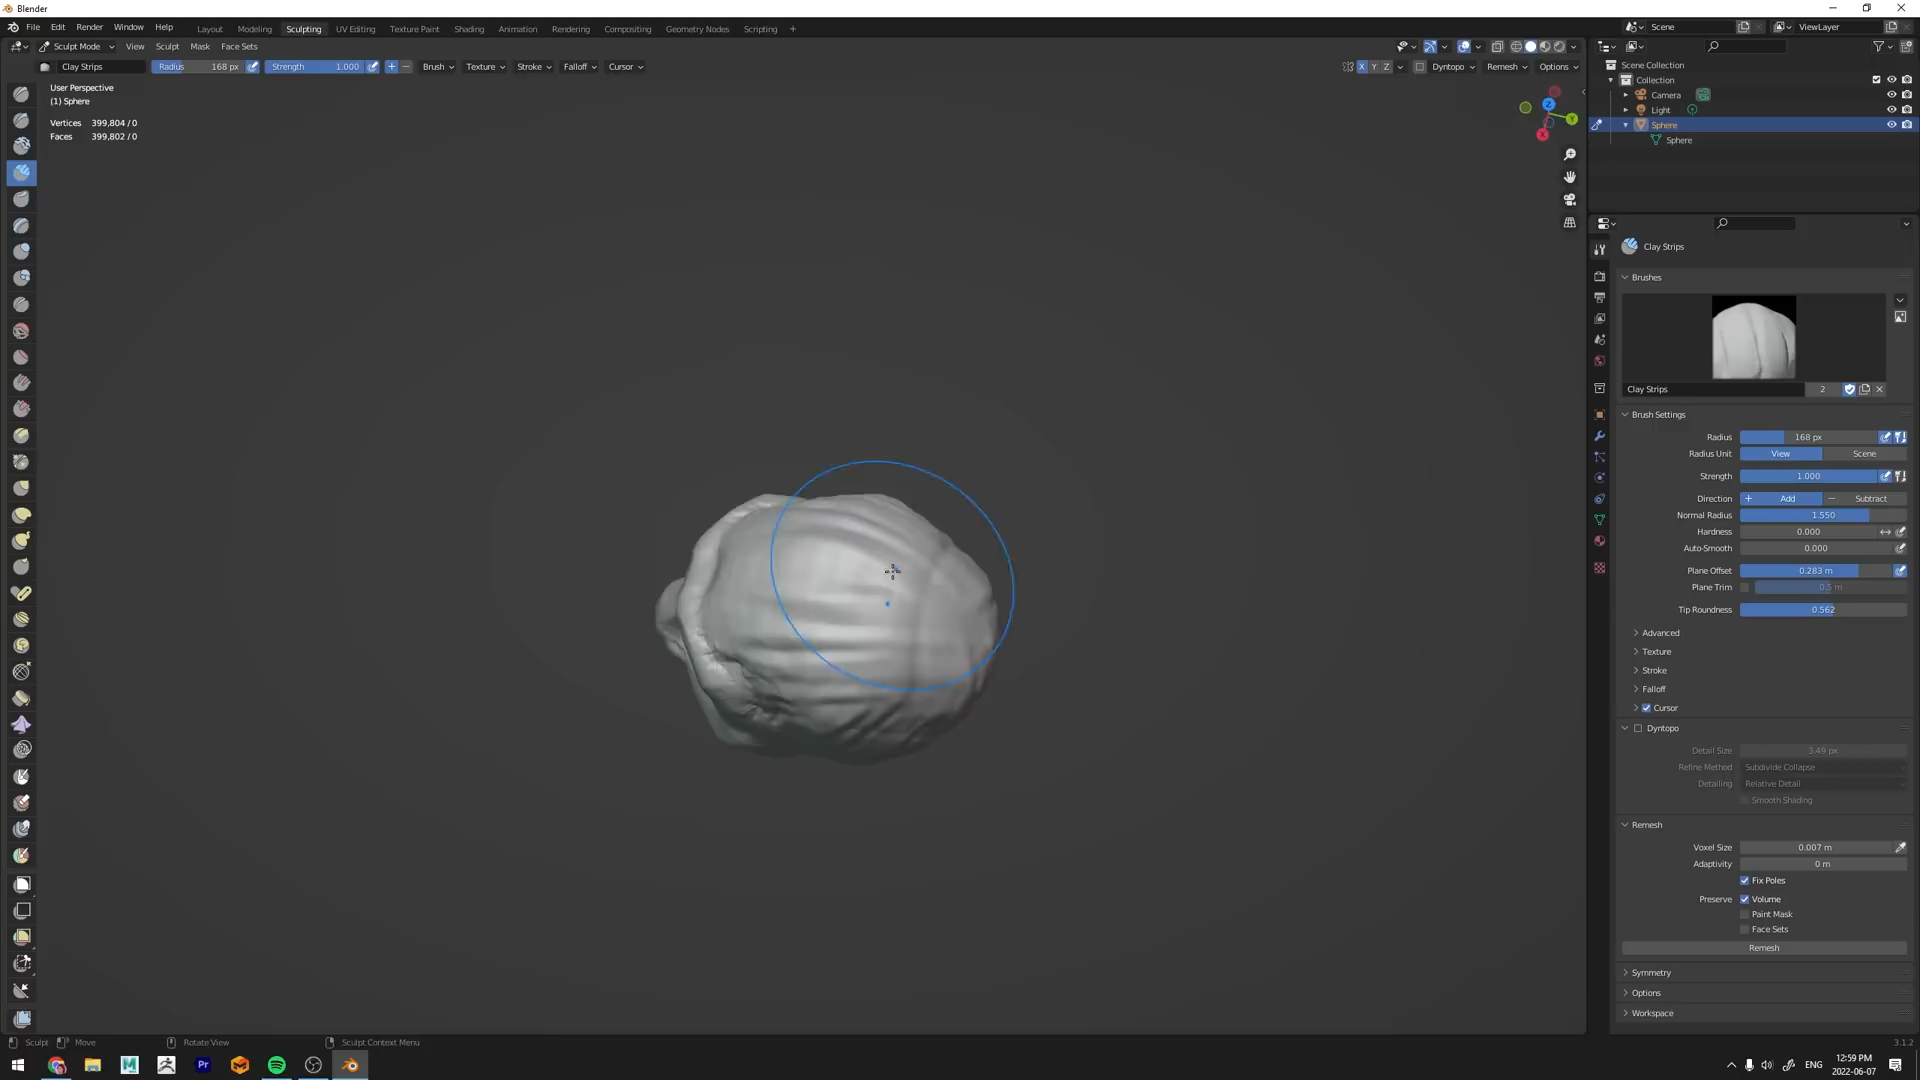 Blender
File Edit Render Window Help
Layout Modeling Sculpting UV Editing Texture Paint Shading Animation Rendering Compositing Geometry Nodes Scripting +
Scene
ViewLayer
Sculpt Mode View Sculpt Mask Face Sets
Clay Strips Radius 168 px Strength 1.000 + − Brush Texture Stroke Falloff Cursor
X Y Z Dyntopo Remesh Options
User Perspective
(1) Sphere
Vertices 399,804 / 0
Faces 399,802 / 0
Z
Y
X
Scene Collection
Collection
Camera
Light
Sphere
Sphere
Clay Strips
Brushes
Clay Strips 2
Brush Settings
Radius 168 px
Radius Unit View Scene
Strength 1.000
Direction + Add − Subtract
Normal Radius 1.550
Hardness 0.000
Auto-Smooth 0.000
Plane Offset 0.283 m
Plane Trim 0.5 m
Tip Roundness 0.562
Advanced
Texture
Stroke
Falloff
Cursor
Dyntopo
Detail Size 3.49 px
Refine Method Subdivide Collapse
Detailing Relative Detail
Smooth Shading
Remesh
Voxel Size 0.007 m
Adaptivity 0 m
Fix Poles
Preserve Volume
Paint Mask
Face Sets
Remesh
Symmetry
Options
Workspace
Sculpt Move Rotate View Sculpt Context Menu
3.1.2
M
Pr
ENG
12:59 PM
2022-06-07